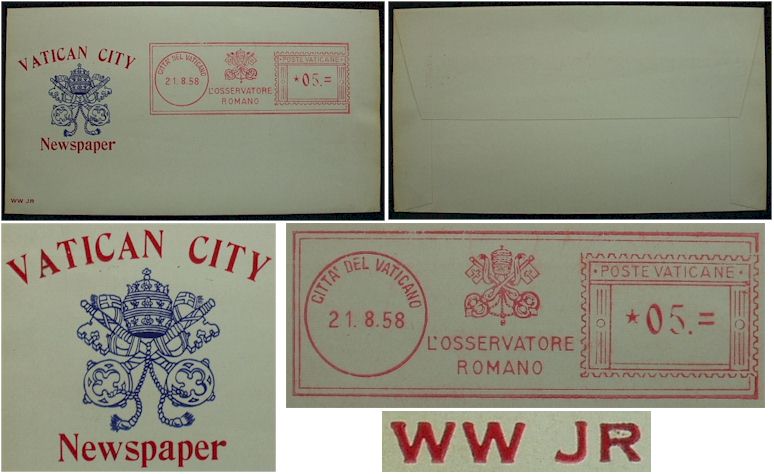 VATICAN CITY
Newspaper
WW JR
CITTA' DEL VATICANO
21.8.58
L'OSSERVATORE
ROMANO
· POSTE VATICANE ·
*05.=
VATICAN CITY
Newspaper
CITTA' DEL VATICANO
21.8.58
L'OSSERVATORE
ROMANO
· POSTE VATICANE ·
*05.=
WW JR